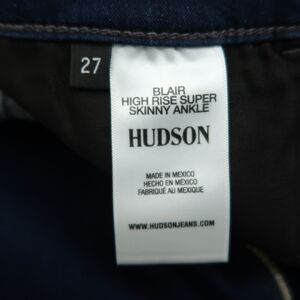 27
BLAIR
HIGH RISE SUPER
SKINNY ANKLE
HUDSON
MADE IN MEXICO
HECHO EN MÉXICO
FABRIQUÉ AU MEXIQUE
WWW.HUDSONJEANS.COM